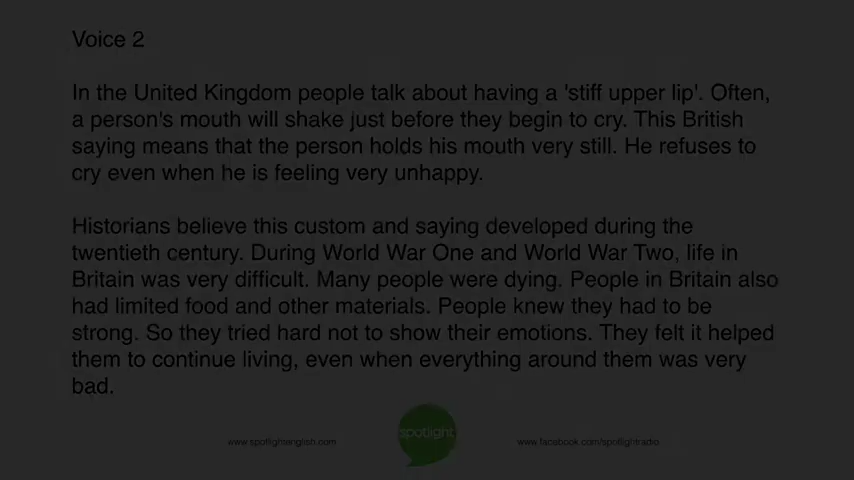 Voice 2
In the United Kingdom people talk about having a 'stiff upper lip'. Often,
a person's mouth will shake just before they begin to cry. This British
saying means that the person holds his mouth very still. He refuses to
cry even when he is feeling very unhappy.
Historians believe this custom and saying developed during the
twentieth century. During World War One and World War Two, life in
Britain was very difficult. Many people were dying. People in Britain also
had limited food and other materials. People knew they had to be
strong. So they tried hard not to show their emotions. They felt it helped
them to continue living, even when everything around them was very
bad.
www.spotlightenglish.com
spotlight
www.facebook.com/spotlightradio